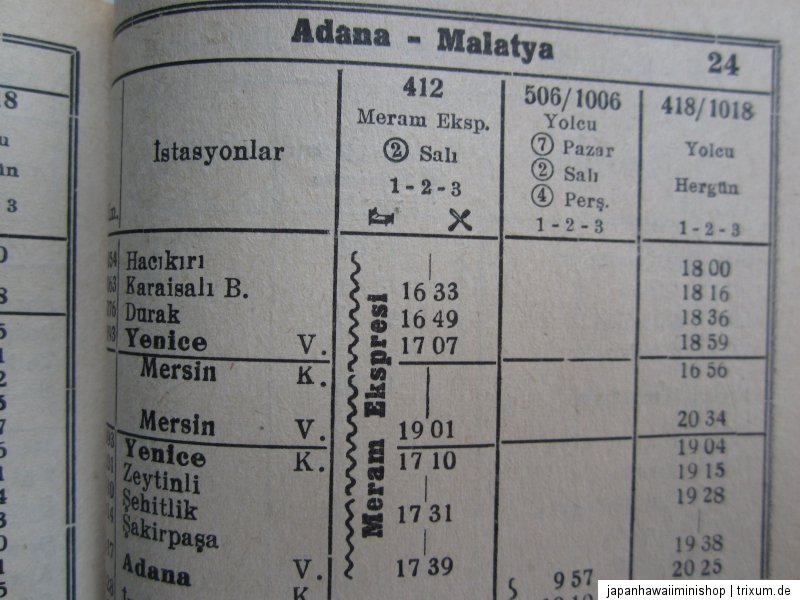 Adana - Malatya 24
İstasyonlar
412
Meram Eksp.
② Salı
1 - 2 - 3
506/1006
Yolcu
⑦ Pazar
② Salı
④ Perş.
1 - 2 - 3
418/1018
Yolcu
Hergün
1 - 2 - 3
Hacıkırı | 18 00
Karaisalı B. 16 33 18 16
Durak 16 49 18 36
Yenice V. 17 07 18 59
Mersin K. | 16 56
Mersin V. 19 01 20 34
Yenice K. 17 10 19 04
Zeytinli | 19 15
Şehitlik 17 31 19 28
Şakirpaşa | |
19 38
Adana V. 17 39 9 57 20 25
K.
Meram Ekspresi
japanhawaiiminishop | trixum.de